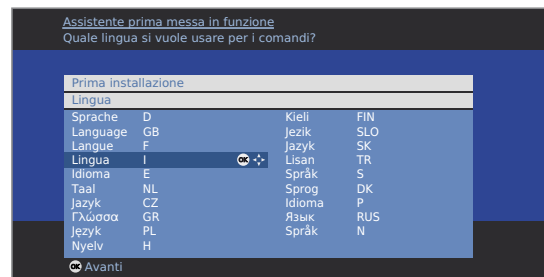 Assistente prima messa in funzione
Quale lingua si vuole usare per i comandi?
Prima installazione
Lingua
Sprache D Kieli FIN
Language GB Jezik SLO
Langue F Jazyk SK
Lingua I OK Lisan TR
Idioma E Språk S
Taal NL Sprog DK
Jazyk CZ Idioma P
Γλώσσα GR Язык RUS
Język PL Språk N
Nyelv H
OK Avanti